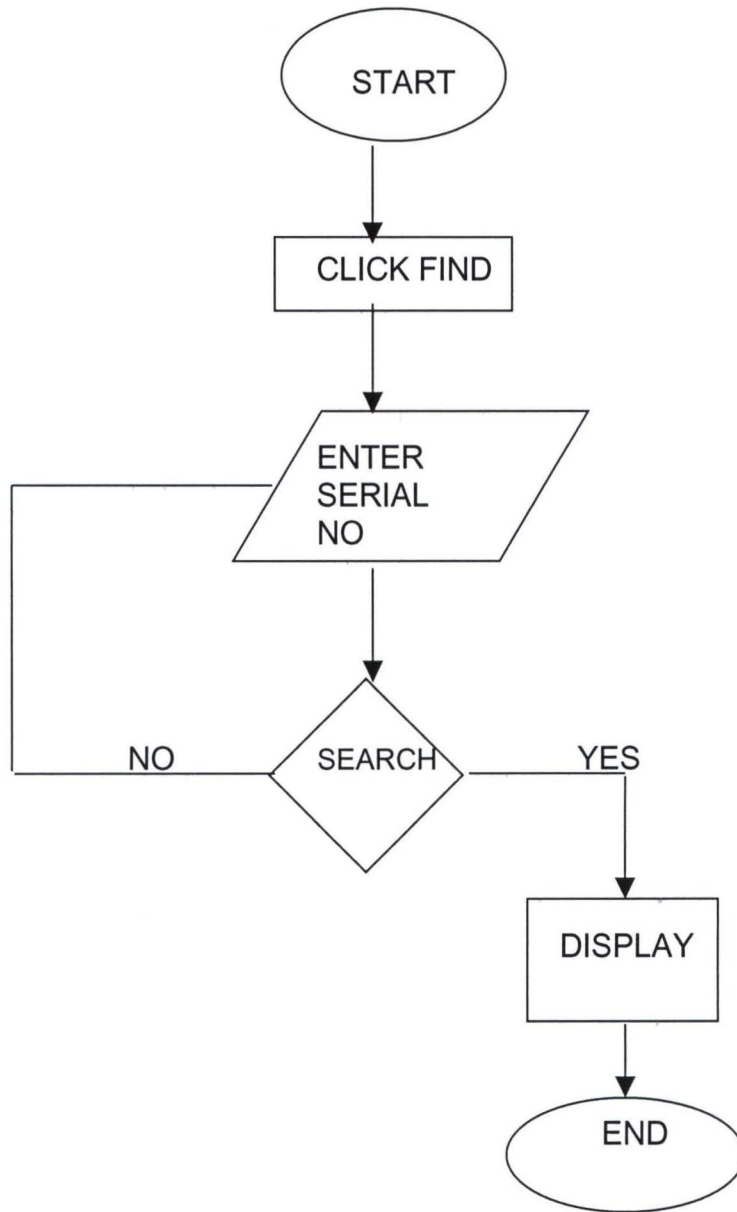 START
CLICK FIND
ENTER
SERIAL
NO
NO
SEARCH
YES
DISPLAY
END